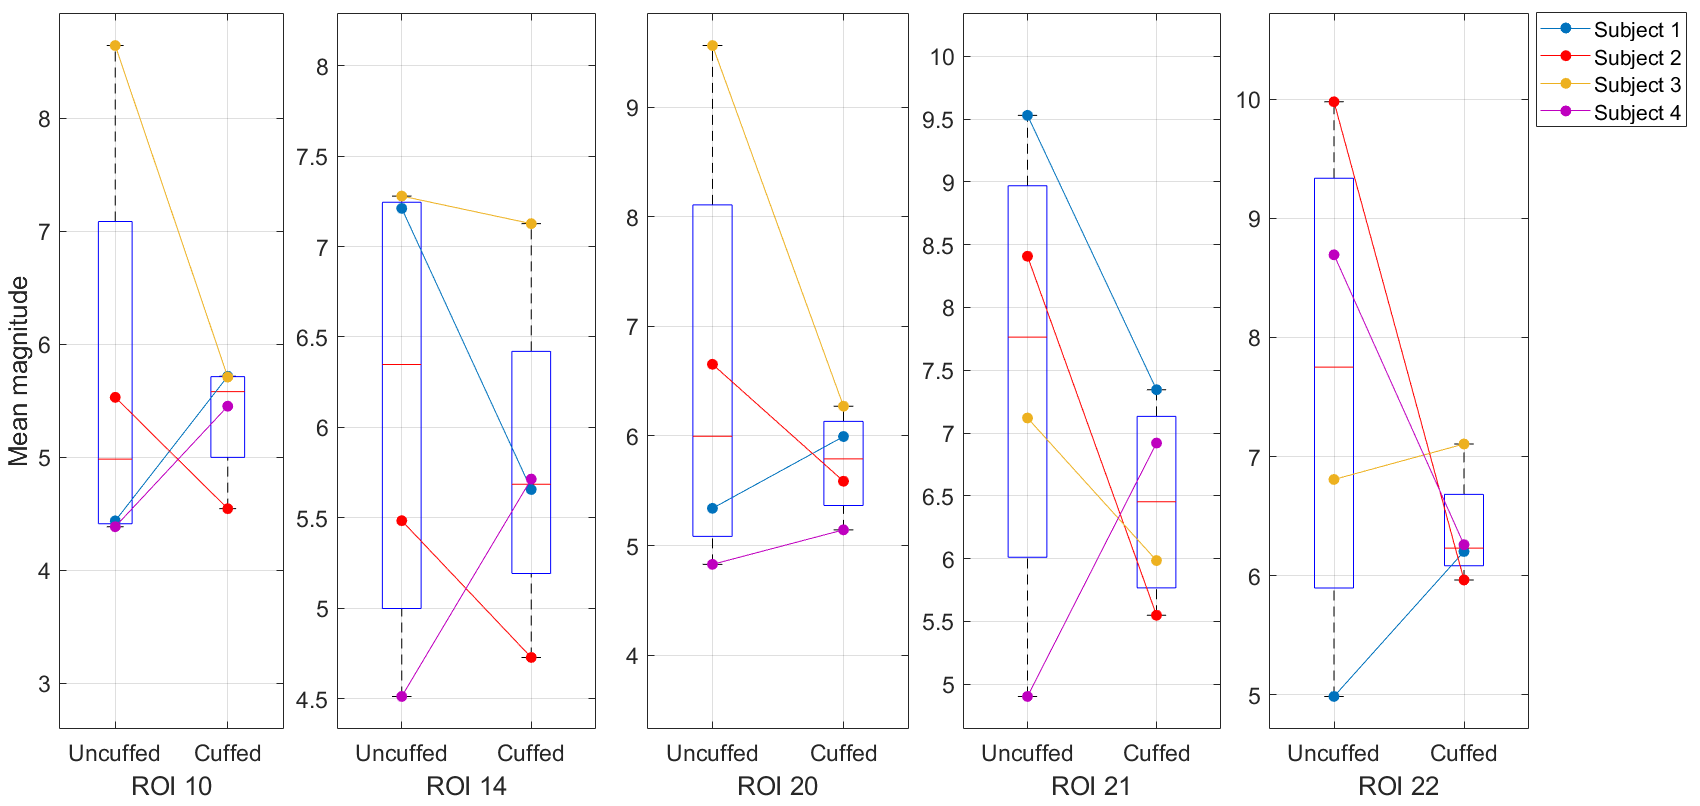 Mean magnitude
8
7
6
5
4
3
Uncuffed Cuffed
ROI 10
8
7.5
7
6.5
6
5.5
5
4.5
Uncuffed Cuffed
ROI 14
9
8
7
6
5
4
Uncuffed Cuffed
ROI 20
10
9.5
9
8.5
8
7.5
7
6.5
6
5.5
5
Uncuffed Cuffed
ROI 21
10
9
8
7
6
5
Uncuffed Cuffed
ROI 22
Subject 1
Subject 2
Subject 3
Subject 4